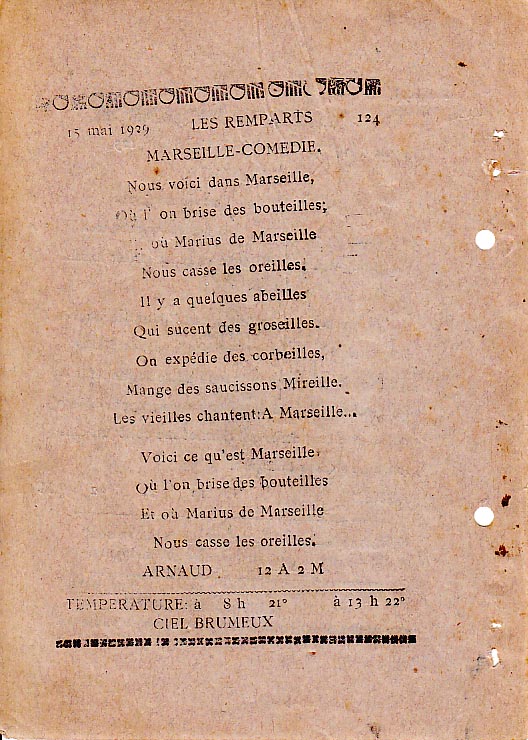 15 mai 1929 LES REMPARTS 124
MARSEILLE-COMEDIE.
Nous voici dans Marseille,
Où l' on brise des bouteilles;
où Marius de Marseille
Nous casse les oreilles.
Il y a quelques abeilles
Qui sucent des groseilles.
On expédie des corbeilles,
Mange des saucissons Mireille.
Les vieilles chantent: A Marseille...
Voici ce qu'est Marseille.
Où l'on brise des bouteilles
Et où Marius de Marseille
Nous casse les oreilles.
ARNAUD 12 A 2 M
TEMPERATURE: à 8 h 21° à 13 h 22°
CIEL BRUMEUX